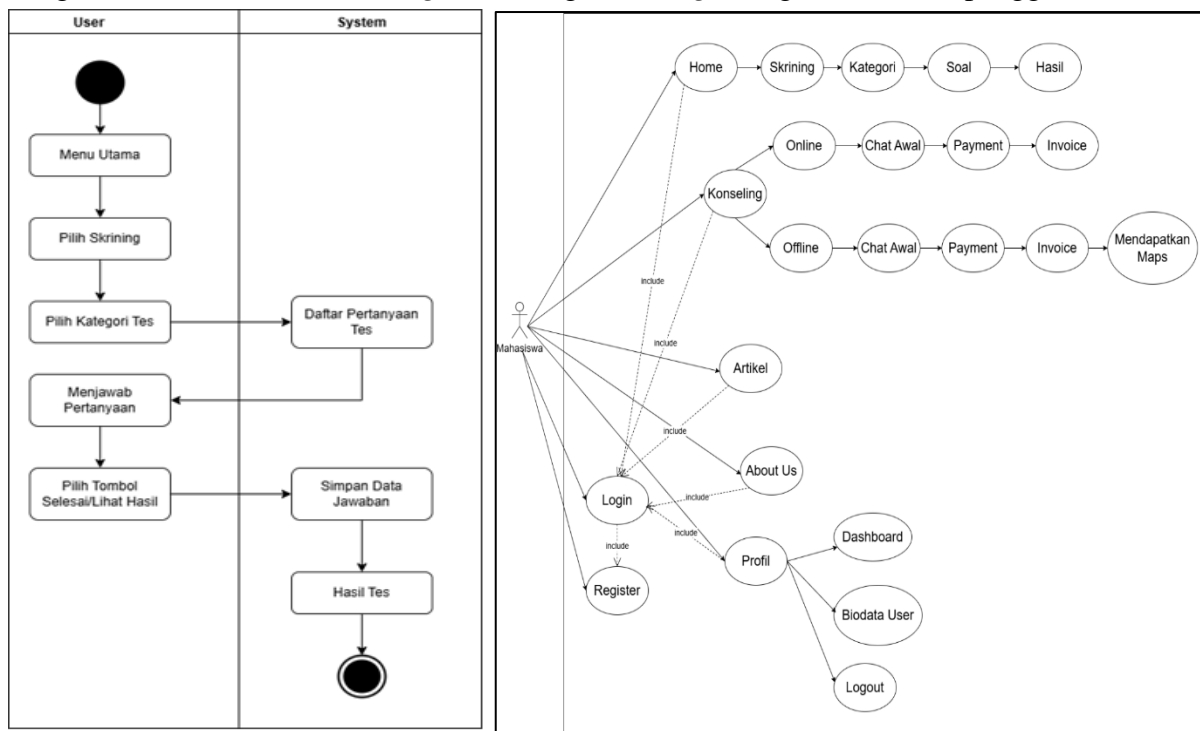 User
System
Menu Utama
Pilih Skrining
Pilih Kategori Tes
Daftar Pertanyaan
Tes
Menjawab
Pertanyaan
Pilih Tombol
Selesai/Lihat Hasil
Simpan Data
Jawaban
Hasil Tes
Home
Skrining
Kategori
Soal
Hasil
Online
Chat Awal
Payment
Invoice
Konseling
Offline
Chat Awal
Payment
Invoice
Mendapatkan
Maps
include
include
Mahasiswa
Artikel
include
About Us
Login
include
include
include
Profil
Dashboard
Register
Biodata User
Logout